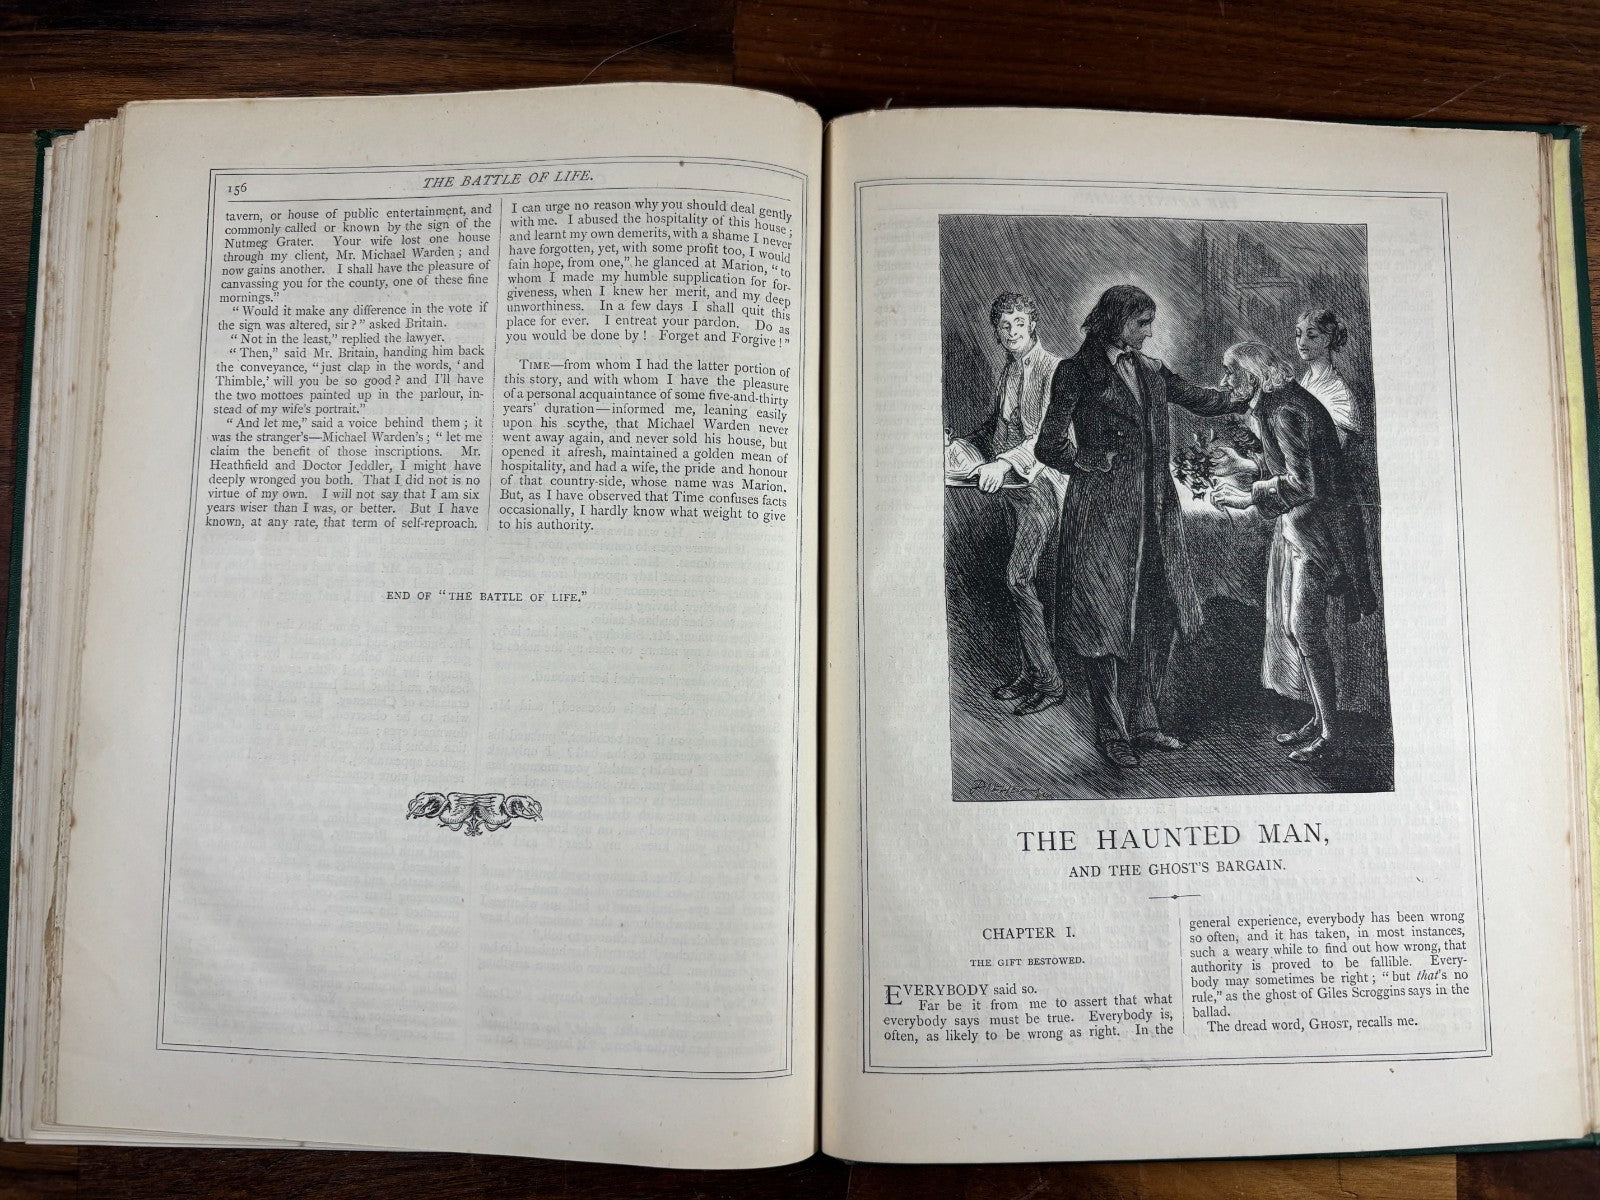 156
THE BATTLE OF LIFE.
tavern, or house of public entertainment, and
commonly called or known by the sign of the
Nutmeg Grater. Your wife lost one house
through my client, Mr. Michael Warden; and
now gains another. I shall have the pleasure of
canvassing you for the county, one of these fine
mornings."
"Would it make any difference in the vote if
the sign was altered, sir?" asked Britain.
"Not in the least," replied the lawyer.
"Then," said Mr. Britain, handing him back
the conveyance, "just clap in the words, 'and
Thimble,' will you be so good? and I'll have
the two mottoes painted up in the parlour, in-
stead of my wife's portrait."
"And let me," said a voice behind them; it
was the stranger's—Michael Warden's; "let me
claim the benefit of those inscriptions. Mr.
Heathfield and Doctor Jeddler, I might have
deeply wronged you both. That I did not is no
virtue of my own. I will not say that I am six
years wiser than I was, or better. But I have
known, at any rate, that term of self-reproach.
I can urge no reason why you should deal gently
with me. I abused the hospitality of this house;
and learnt my own demerits, with a shame I never
have forgotten, yet, with some profit too, I would
fain hope, from one," he glanced at Marion, "to
whom I made my humble supplication for for-
giveness, when I knew her merit, and my deep
unworthiness. In a few days I shall quit this
place for ever. I entreat your pardon. Do as
you would be done by! Forget and Forgive!"
TIME—from whom I had the latter portion of
this story, and with whom I have the pleasure
of a personal acquaintance of some five-and-thirty
years' duration—informed me, leaning easily
upon his scythe, that Michael Warden never
went away again, and never sold his house, but
opened it afresh, maintained a golden mean of
hospitality, and had a wife, the pride and honour
of that country-side, whose name was Marion.
But, as I have observed that Time confuses facts
occasionally, I hardly know what weight to give
to his authority.
END OF "THE BATTLE OF LIFE."
THE HAUNTED MAN,
AND THE GHOST'S BARGAIN.
CHAPTER I.
THE GIFT BESTOWED.
EVERYBODY said so.
Far be it from me to assert that what
everybody says must be true. Everybody is,
often, as likely to be wrong as right. In the
general experience, everybody has been wrong
so often, and it has taken, in most instances,
such a weary while to find out how wrong, that
authority is proved to be fallible. Every-
body may sometimes be right; "but that's no
rule," as the ghost of Giles Scroggins says in the
ballad.
The dread word, GHOST, recalls me.